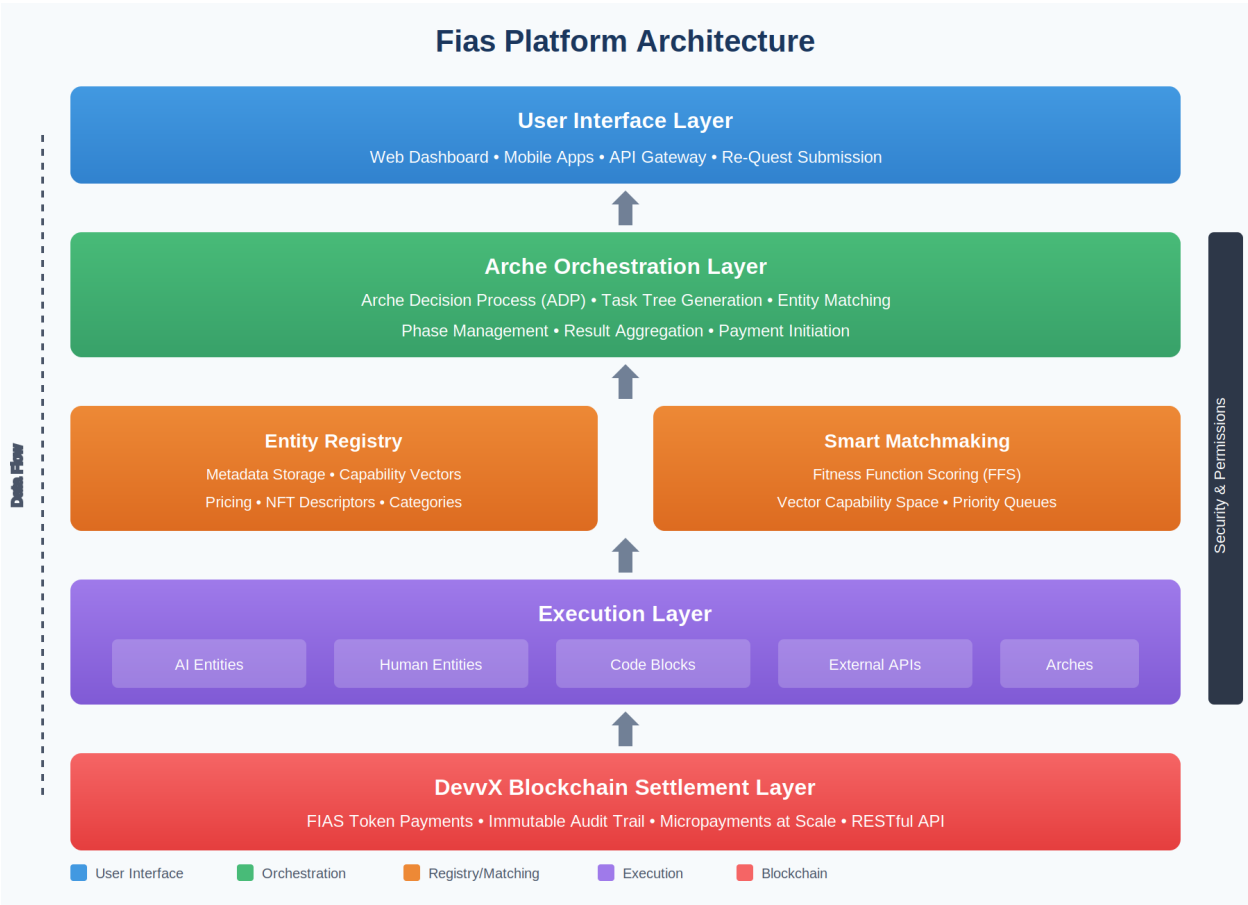 Fias Platform Architecture
User Interface Layer
Web Dashboard • Mobile Apps • API Gateway • Re-Quest Submission
Arche Orchestration Layer
Arche Decision Process (ADP) • Task Tree Generation • Entity Matching
Phase Management • Result Aggregation • Payment Initiation
Entity Registry
Metadata Storage • Capability Vectors
Pricing • NFT Descriptors • Categories
Smart Matchmaking
Fitness Function Scoring (FFS)
Vector Capability Space • Priority Queues
Data Flow
Security & Permissions
Execution Layer
AI Entities
Human Entities
Code Blocks
External APIs
Arches
DevvX Blockchain Settlement Layer
FIAS Token Payments • Immutable Audit Trail • Micropayments at Scale • RESTful API
User Interface
Orchestration
Registry/Matching
Execution
Blockchain